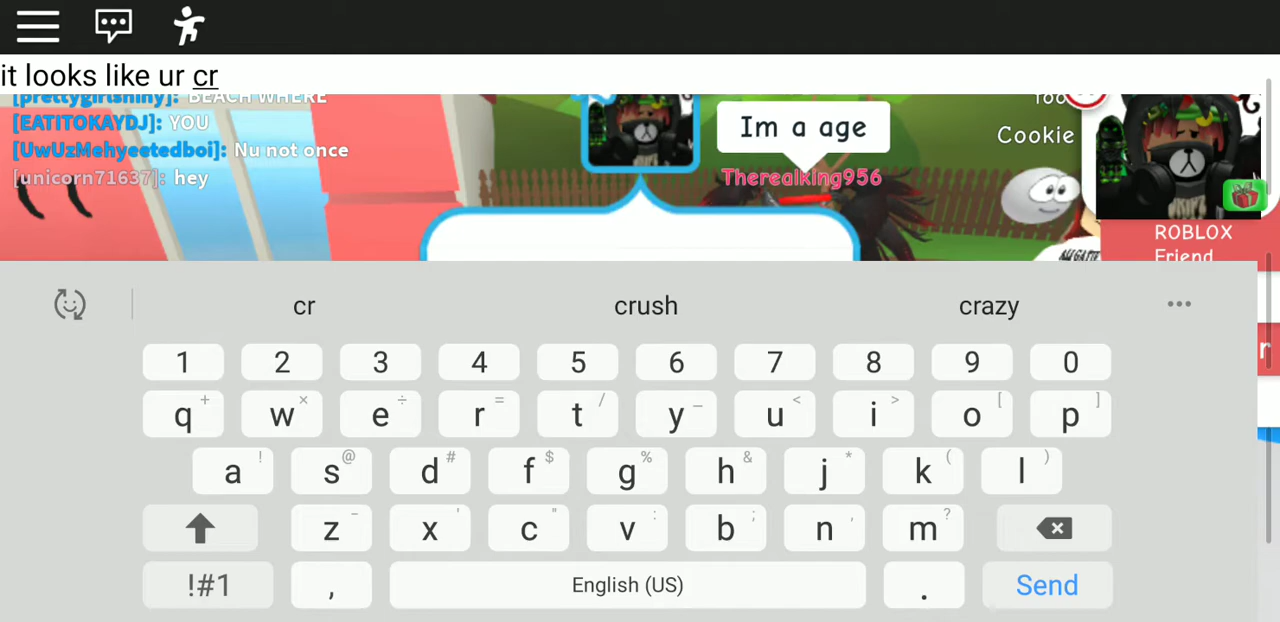 it looks like ur cr
[prettygirlshiny]: BEACH WHERE
[EATITOKAYDJ]: YOU
[UwUzMehyeetedboi]: Nu not once
[unicorn71637]: hey
Im a age
Therealking956
Too
Cookie
ROBLOX
Friend
r
cr crush crazy
1 2 3 4 5 6 7 8 9 0
q + w × e ÷ r = t / y _ u < i > o [ p ]
a ! s @ d # f $ g % h & j * k ( l )
z - x ' c " v : b ; n , m ?
!#1 , English (US) . Send